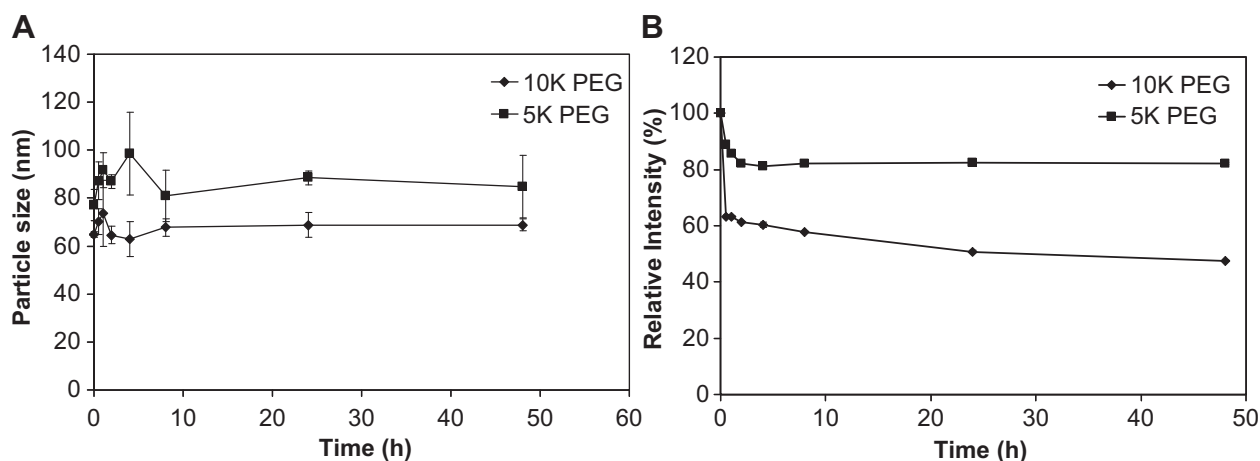 A
Particle size (nm)
140
120
100
80
60
40
20
0
0 10 20 30 40 50 60
Time (h)
10K PEG
5K PEG
B
Relative Intensity (%)
120
100
80
60
40
20
0
0 10 20 30 40 50
Time (h)
10K PEG
5K PEG